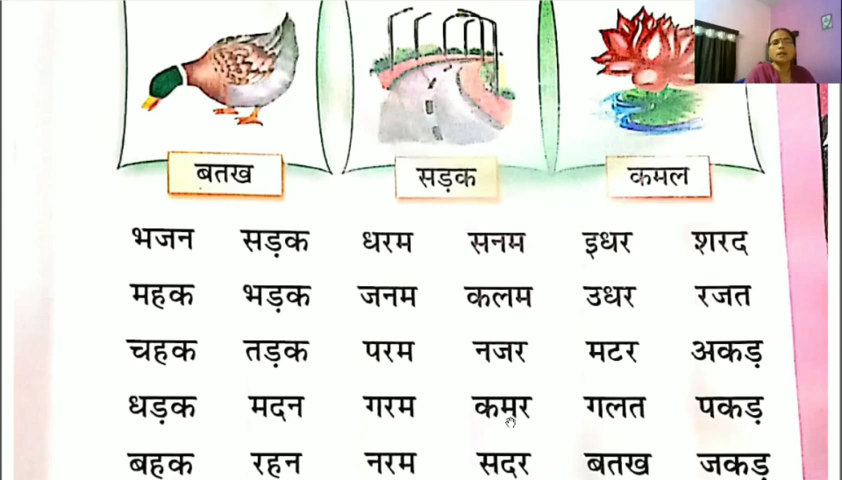 बतख सड़क कमल
भजन सड़क धरम सनम इधर शरद
महक भड़क जनम कलम उधर रजत
चहक तड़क परम नजर मटर अकड़
धड़क मदन गरम कमर गलत पकड़
बहक रहन नरम सदर बतख जकड़